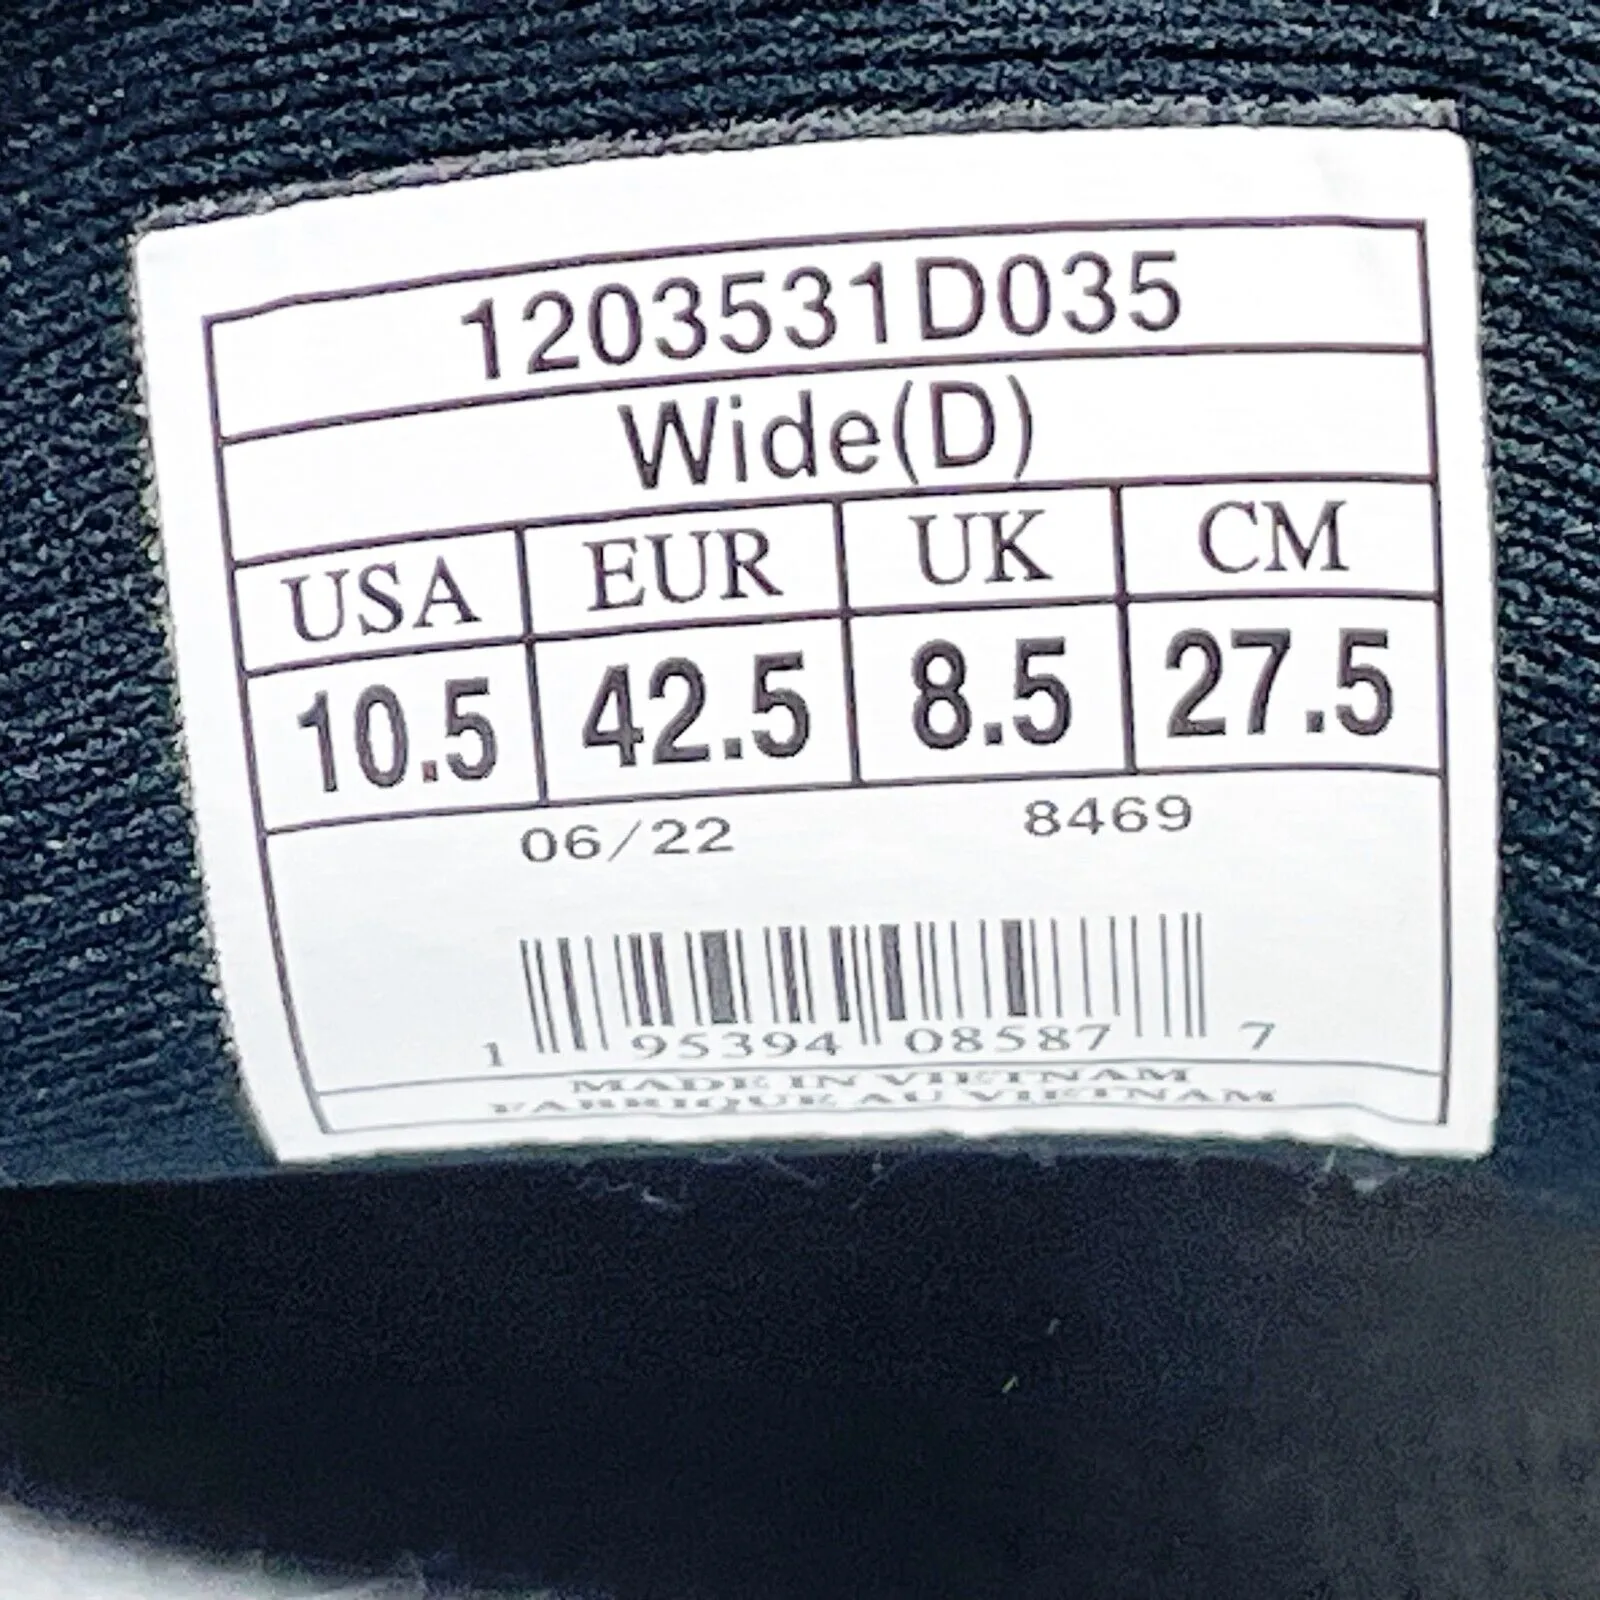 1203531D035
Wide(D)
USA EUR UK CM
10.5 42.5 8.5 27.5
06/22 8469
1 95394 08587 7
MADE IN VIETNAM
FABRIQUE AU VIETNAM